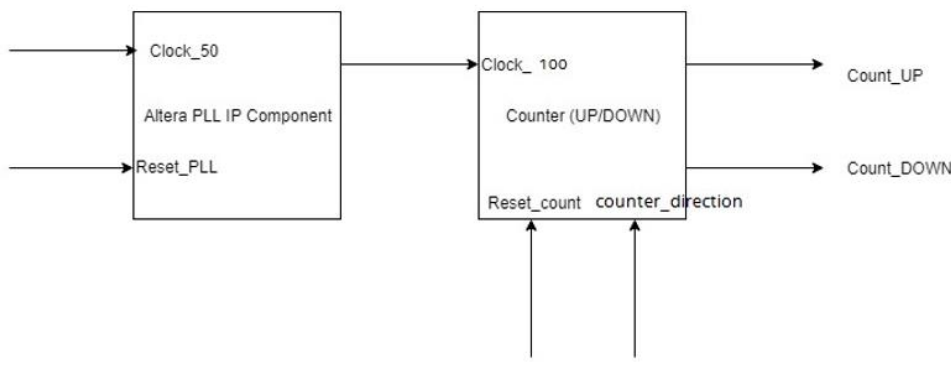 Clock_50
Altera PLL IP Component
Reset_PLL
Clock_ 100
Counter (UP/DOWN)
Reset_count counter_direction
Count_UP
Count_DOWN